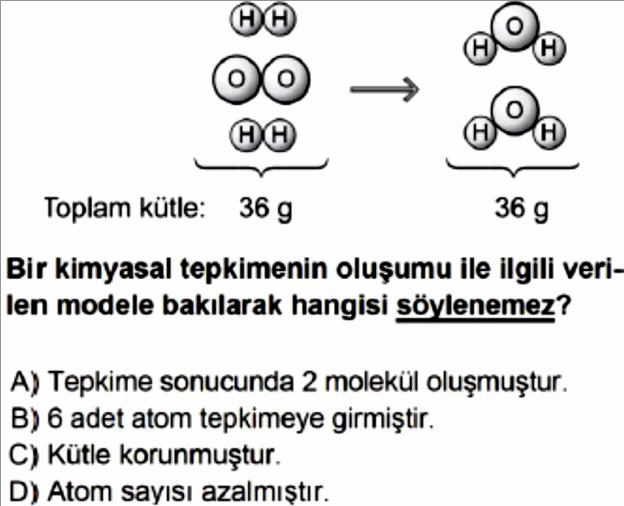 H H
O
H H
O O
O
H H
H H
Toplam kütle: 36 g 36 g
Bir kimyasal tepkimenin oluşumu ile ilgili veri-
len modele bakılarak hangisi söylenemez?
A) Tepkime sonucunda 2 molekül oluşmuştur.
B) 6 adet atom tepkimeye girmiştir.
C) Kütle korunmuştur.
D) Atom sayısı azalmıştır.